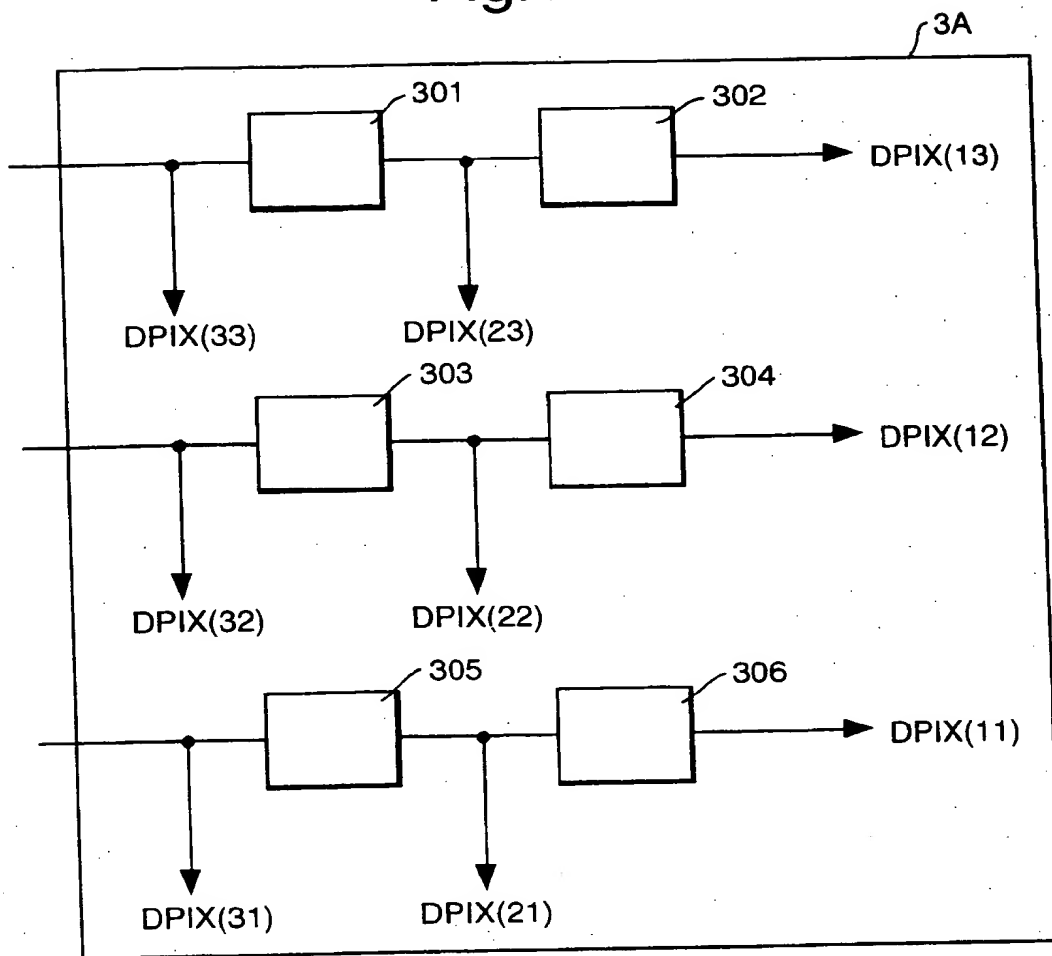 Fig.
3A
301
302
DPIX(13)
DPIX(33)
DPIX(23)
303
304
DPIX(12)
DPIX(32)
DPIX(22)
305
306
DPIX(11)
DPIX(31)
DPIX(21)